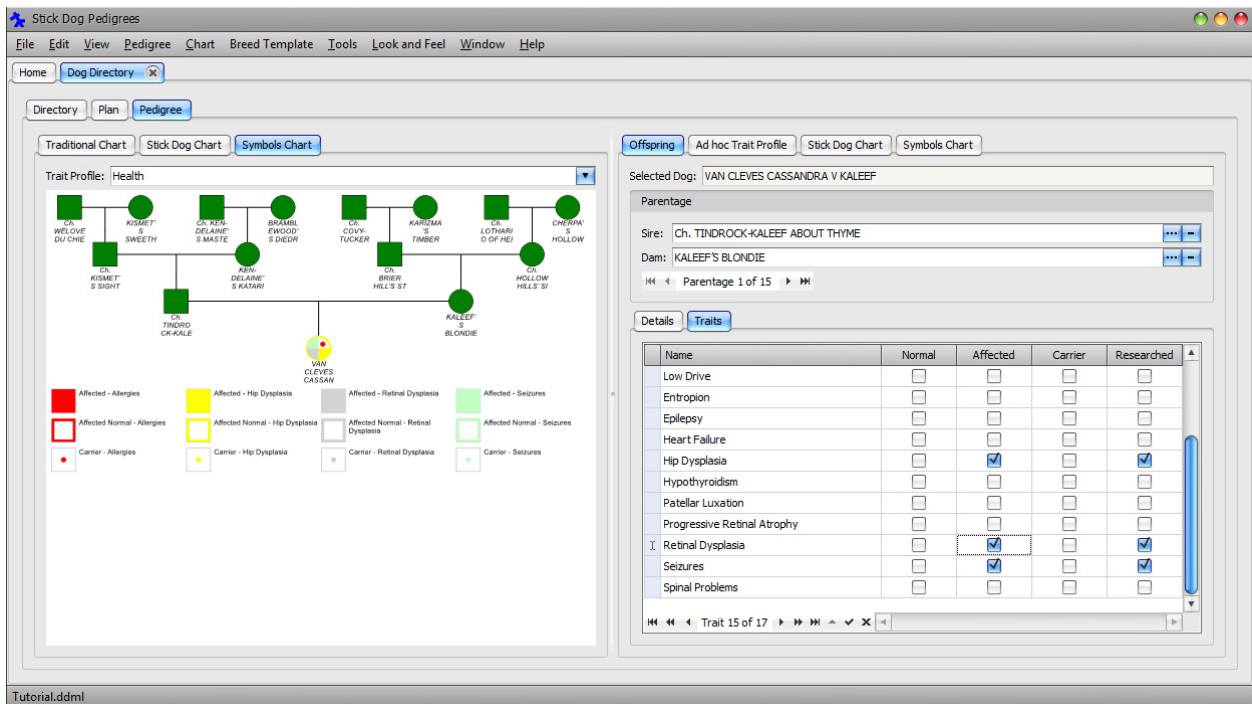 Stick Dog Pedigrees
File Edit View Pedigree Chart Breed Template Tools Look and Feel Window Help
Home Dog Directory
Directory Plan Pedigree
Traditional Chart Stick Dog Chart Symbols Chart
Trait Profile: Health
Ch. WELOVE DU CHIE
KISMET'S SWEETH
Ch. KEN-DELAINE'S MASTE
BRAMBLEWOOD'S DIEDR
Ch. COVY-TUCKER
KARIZMA'S TIMBER
Ch. LOTHARIO OF HEI
CHERPA'S HOLLOW
Ch. KISMET'S SIGHT
KEN-DELAINE'S KATARI
Ch. BRIER HILL'S ST
Ch. HOLLOW HILLS' SI
Ch. TINDROCK-KALE
KALEEF'S BLONDIE
VAN CLEVES CASSAN
Affected - Allergies
Affected - Hip Dysplasia
Affected - Retinal Dysplasia
Affected - Seizures
Affected Normal - Allergies
Affected Normal - Hip Dysplasia
Affected Normal - Retinal
Dysplasia
Affected Normal - Seizures
Carrier - Allergies
Carrier - Hip Dysplasia
Carrier - Retinal Dysplasia
Carrier - Seizures
Offspring Ad hoc Trait Profile Stick Dog Chart Symbols Chart
Selected Dog: VAN CLEVES CASSANDRA V KALEEF
Parentage
Sire: Ch. TINDROCK-KALEEF ABOUT THYME
Dam: KALEEF'S BLONDIE
Parentage 1 of 15
Details Traits
Name Normal Affected Carrier Researched
Low Drive
Entropion
Epilepsy
Heart Failure
Hip Dysplasia
Hypothyroidism
Patellar Luxation
Progressive Retinal Atrophy
Retinal Dysplasia
Seizures
Spinal Problems
Trait 15 of 17
Tutorial.ddml